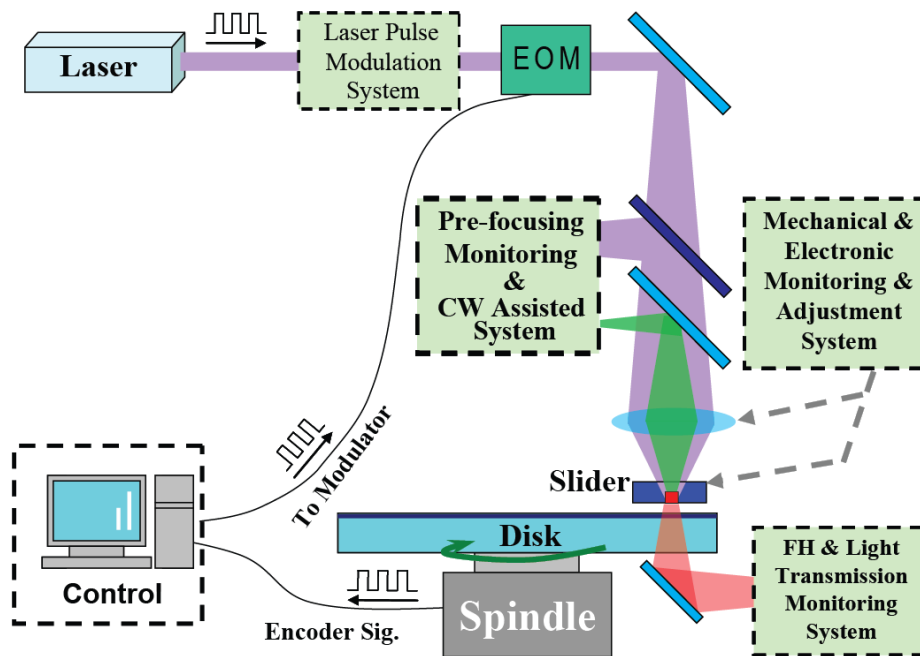 Laser
Laser Pulse
Modulation
System
EOM
Pre-focusing
Monitoring
&
CW Assisted
System
Mechanical &
Electronic
Monitoring &
Adjustment
System
To Modulator
Slider
Disk
Control
Encoder Sig.
Spindle
FH & Light
Transmission
Monitoring
System